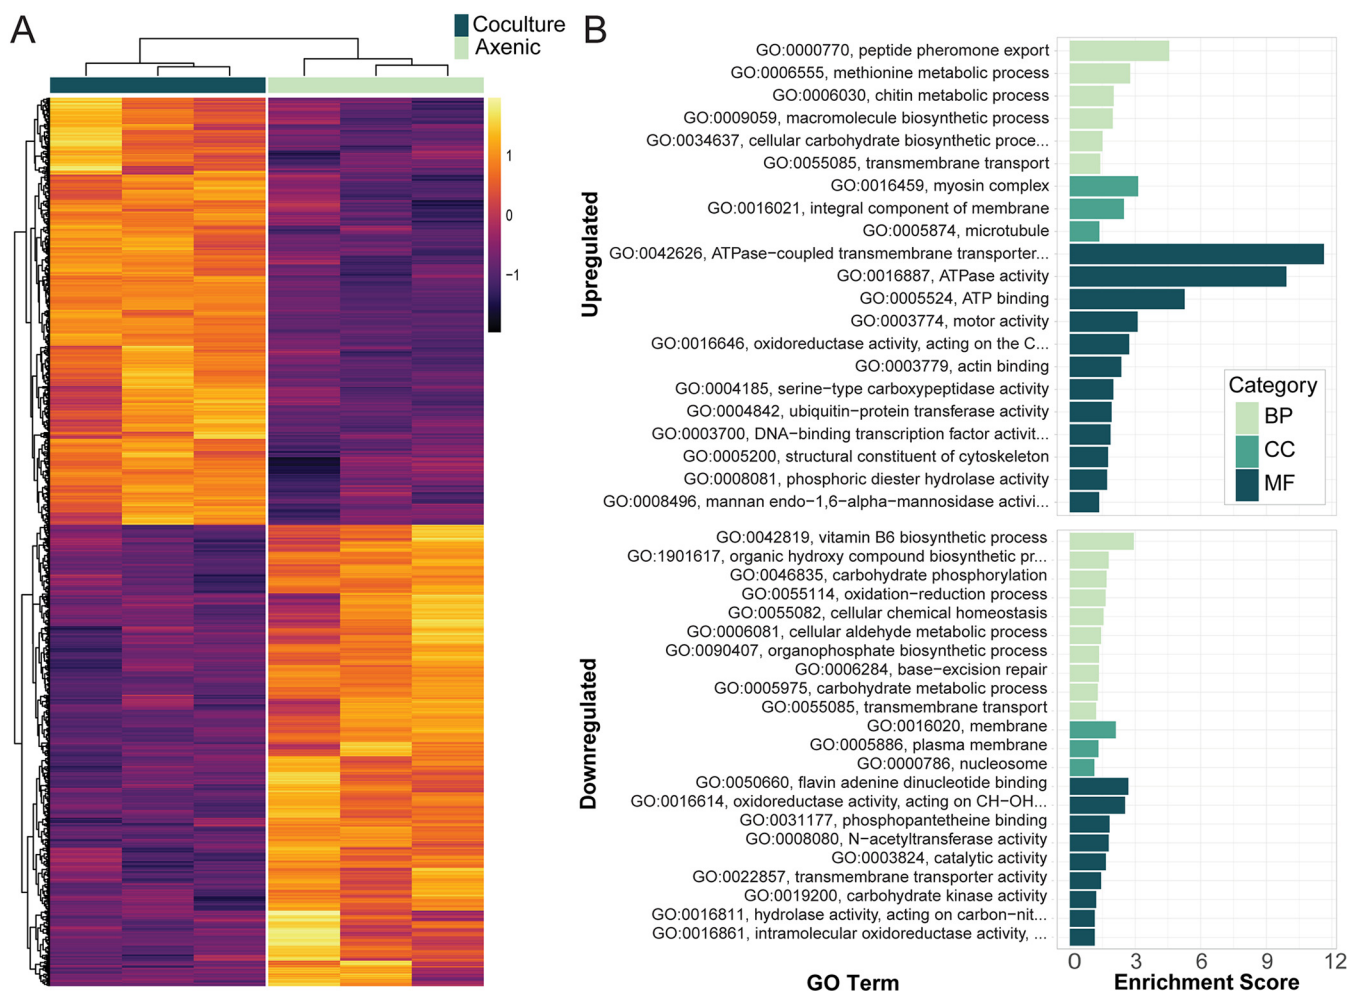 A
Coculture
Axenic
1
0
−1
B
Upregulated
GO:0000770, peptide pheromone export
GO:0006555, methionine metabolic process
GO:0006030, chitin metabolic process
GO:0009059, macromolecule biosynthetic process
GO:0034637, cellular carbohydrate biosynthetic proce...
GO:0055085, transmembrane transport
GO:0016459, myosin complex
GO:0016021, integral component of membrane
GO:0005874, microtubule
GO:0042626, ATPase−coupled transmembrane transporter...
GO:0016887, ATPase activity
GO:0005524, ATP binding
GO:0003774, motor activity
GO:0016646, oxidoreductase activity, acting on the C...
GO:0003779, actin binding
GO:0004185, serine−type carboxypeptidase activity
GO:0004842, ubiquitin−protein transferase activity
GO:0003700, DNA−binding transcription factor activit...
GO:0005200, structural constituent of cytoskeleton
GO:0008081, phosphoric diester hydrolase activity
GO:0008496, mannan endo−1,6−alpha−mannosidase activi...
Category
BP
CC
MF
Downregulated
GO:0042819, vitamin B6 biosynthetic process
GO:1901617, organic hydroxy compound biosynthetic pr...
GO:0046835, carbohydrate phosphorylation
GO:0055114, oxidation−reduction process
GO:0055082, cellular chemical homeostasis
GO:0006081, cellular aldehyde metabolic process
GO:0090407, organophosphate biosynthetic process
GO:0006284, base−excision repair
GO:0005975, carbohydrate metabolic process
GO:0055085, transmembrane transport
GO:0016020, membrane
GO:0005886, plasma membrane
GO:0000786, nucleosome
GO:0050660, flavin adenine dinucleotide binding
GO:0016614, oxidoreductase activity, acting on CH−OH...
GO:0031177, phosphopantetheine binding
GO:0008080, N−acetyltransferase activity
GO:0003824, catalytic activity
GO:0022857, transmembrane transporter activity
GO:0019200, carbohydrate kinase activity
GO:0016811, hydrolase activity, acting on carbon−nit...
GO:0016861, intramolecular oxidoreductase activity, ...
0 3 6 9 12
GO Term
Enrichment Score